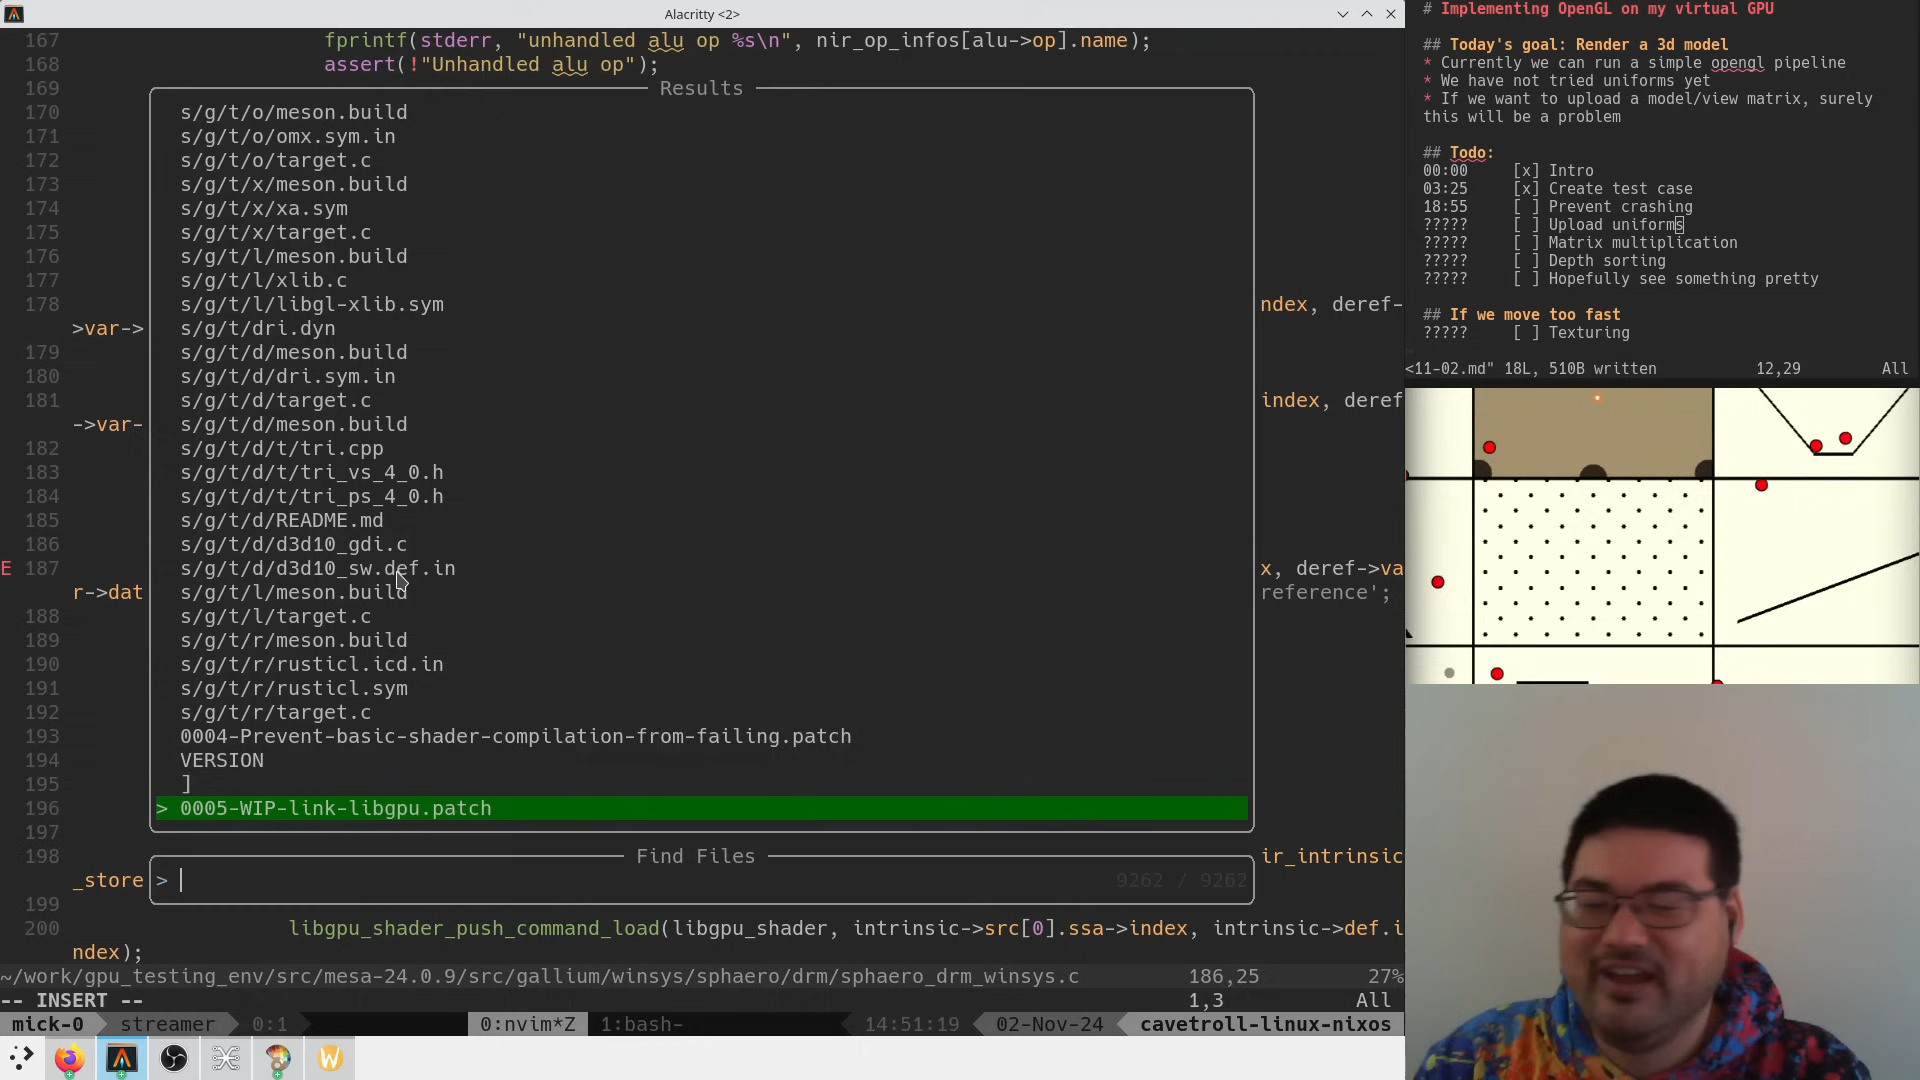 Alacritty <2>
167 fprintf(stderr, "unhandled alu op %s\n", nir_op_infos[alu->op].name);
168 assert(!"Unhandled alu op");
169 Results
170 s/g/t/o/meson.build
171 s/g/t/o/omx.sym.in
172 s/g/t/o/target.c
173 s/g/t/x/meson.build
174 s/g/t/x/xa.sym
175 s/g/t/x/target.c
176 s/g/t/l/meson.build
177 s/g/t/l/xlib.c
178 s/g/t/l/libgl-xlib.sym ndex, deref-
>var-> s/g/t/dri.dyn
179 s/g/t/d/meson.build
180 s/g/t/d/dri.sym.in
181 s/g/t/d/target.c index, deref
->var- s/g/t/d/meson.build
182 s/g/t/d/t/tri.cpp
183 s/g/t/d/t/tri_vs_4_0.h
184 s/g/t/d/t/tri_ps_4_0.h
185 s/g/t/d/README.md
186 s/g/t/d/d3d10_gdi.c
E 187 s/g/t/d/d3d10_sw.def.in x, deref->va
r->dat s/g/t/l/meson.build reference';
188 s/g/t/l/target.c
189 s/g/t/r/meson.build
190 s/g/t/r/rusticl.icd.in
191 s/g/t/r/rusticl.sym
192 s/g/t/r/target.c
193 0004-Prevent-basic-shader-compilation-from-failing.patch
194 VERSION
195 ]
196 > 0005-WIP-link-libgpu.patch
197
198 Find Files ir_intrinsic
_store > 9262 / 9262
199
200 libgpu_shader_push_command_load(libgpu_shader, intrinsic->src[0].ssa->index, intrinsic->def.i
ndex);
~/work/gpu_testing_env/src/mesa-24.0.9/src/gallium/winsys/sphaero/drm/sphaero_drm_winsys.c 186,25 27%
-- INSERT -- 1,3 All
mick-0 streamer 0:1 0:nvim*Z 1:bash- 14:51:19 02-Nov-24 cavetroll-linux-nixos
# Implementing OpenGL on my virtual GPU
## Today's goal: Render a 3d model
* Currently we can run a simple opengl pipeline
* We have not tried uniforms yet
* If we want to upload a model/view matrix, surely
this will be a problem
## Todo:
00:00 [x] Intro
03:25 [x] Create test case
18:55 [ ] Prevent crashing
????? [ ] Upload uniforms
????? [ ] Matrix multiplication
????? [ ] Depth sorting
????? [ ] Hopefully see something pretty
## If we move too fast
????? [ ] Texturing
<11-02.md" 18L, 510B written 12,29 All